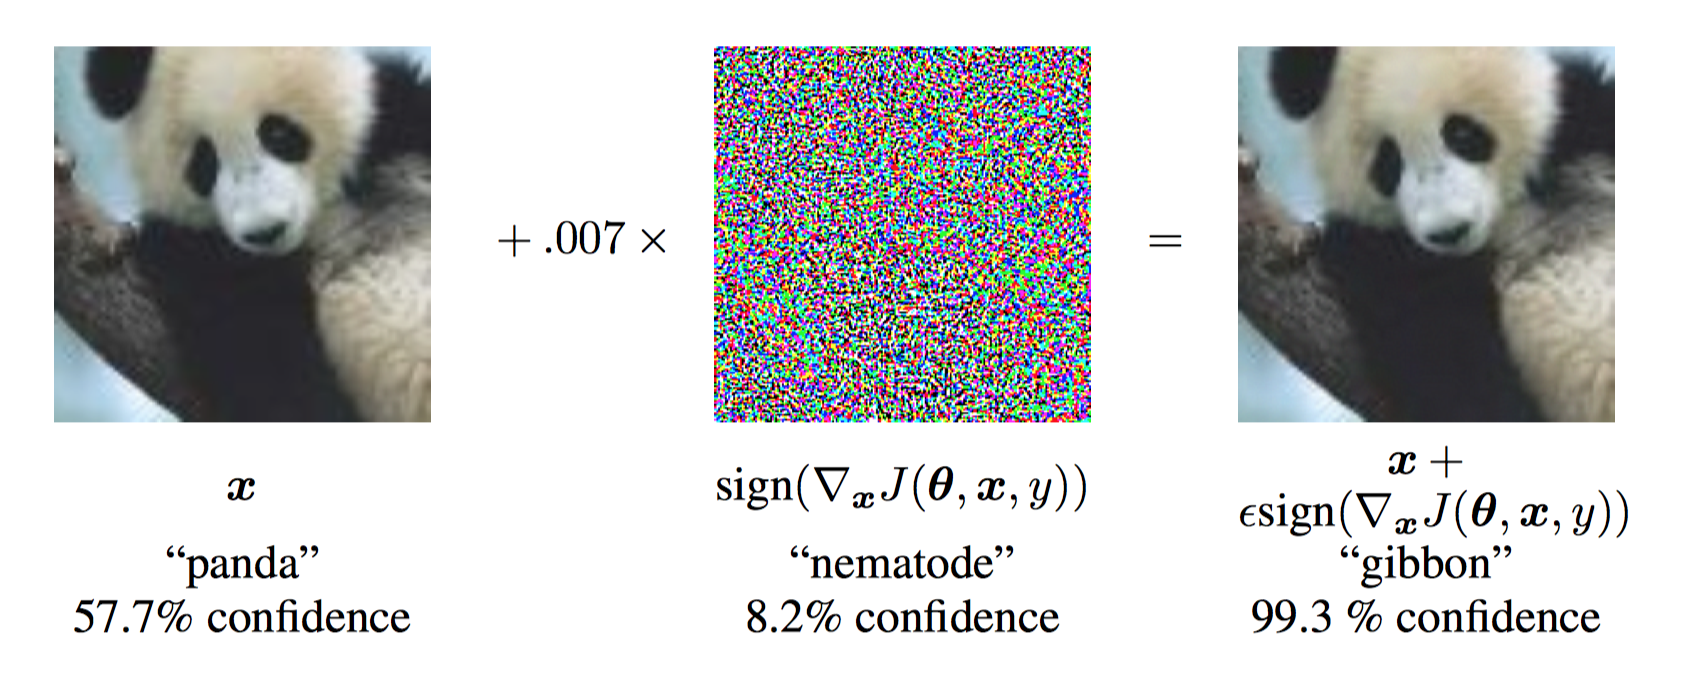 + .007 ×
=
x
sign(∇ₓJ(θ, x, y))
x +
ϵsign(∇ₓJ(θ, x, y))
“panda”
“nematode”
“gibbon”
57.7% confidence
8.2% confidence
99.3 % confidence